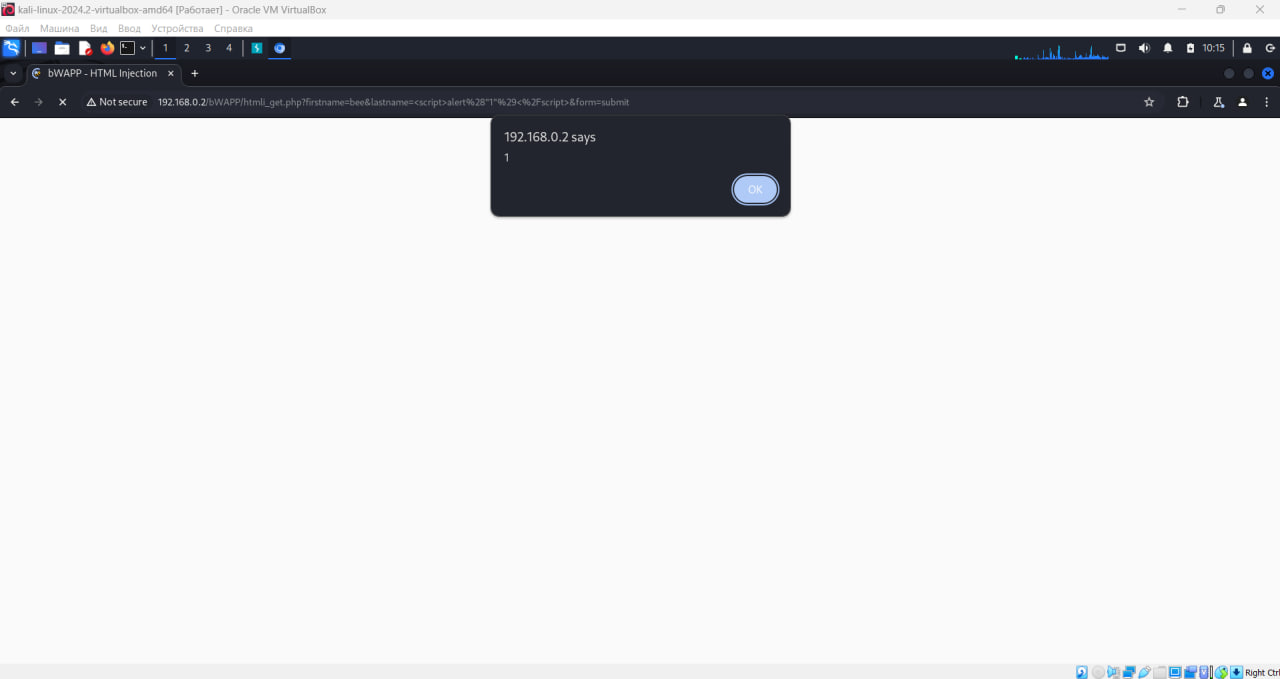 kali-linux-2024.2-virtualbox-amd64 [Работает] - Oracle VM VirtualBox
Файл Машина Вид Ввод Устройства Справка
1 2 3 4 10:15
bWAPP - HTML Injection
Not secure 192.168.0.2/bWAPP/htmli_get.php?firstname=bee&lastname=<script>alert%28"1"%29<%2Fscript>&form=submit
192.168.0.2 says
1
OK
Right Ctrl